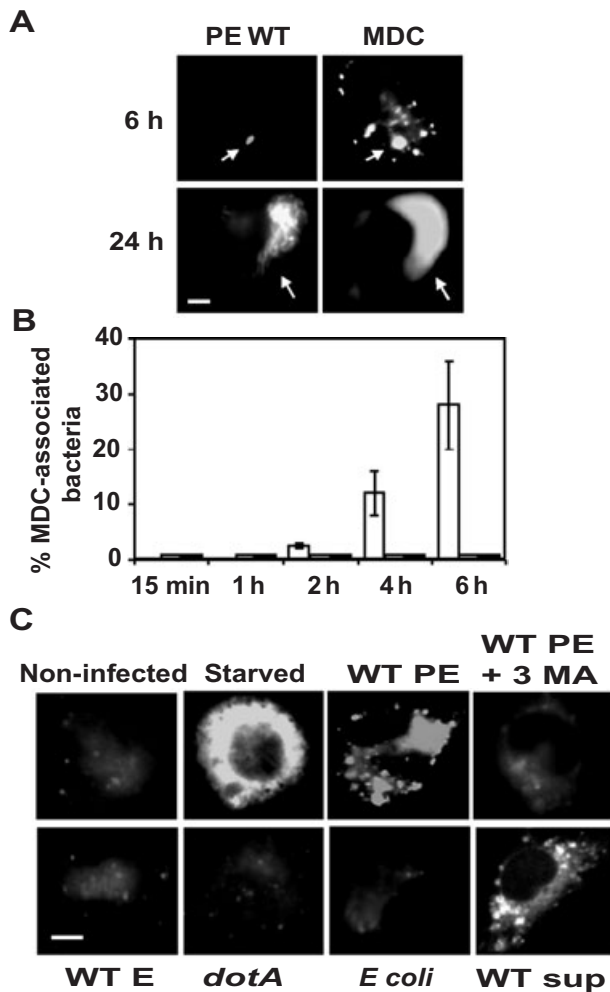 A
PE WT MDC
6 h
24 h
B
% MDC-associated
bacteria
40
30
20
10
0
15 min 1 h 2 h 4 h 6 h
C
Non-infected Starved WT PE WT PE
+ 3 MA
WT E dotA E coli WT sup